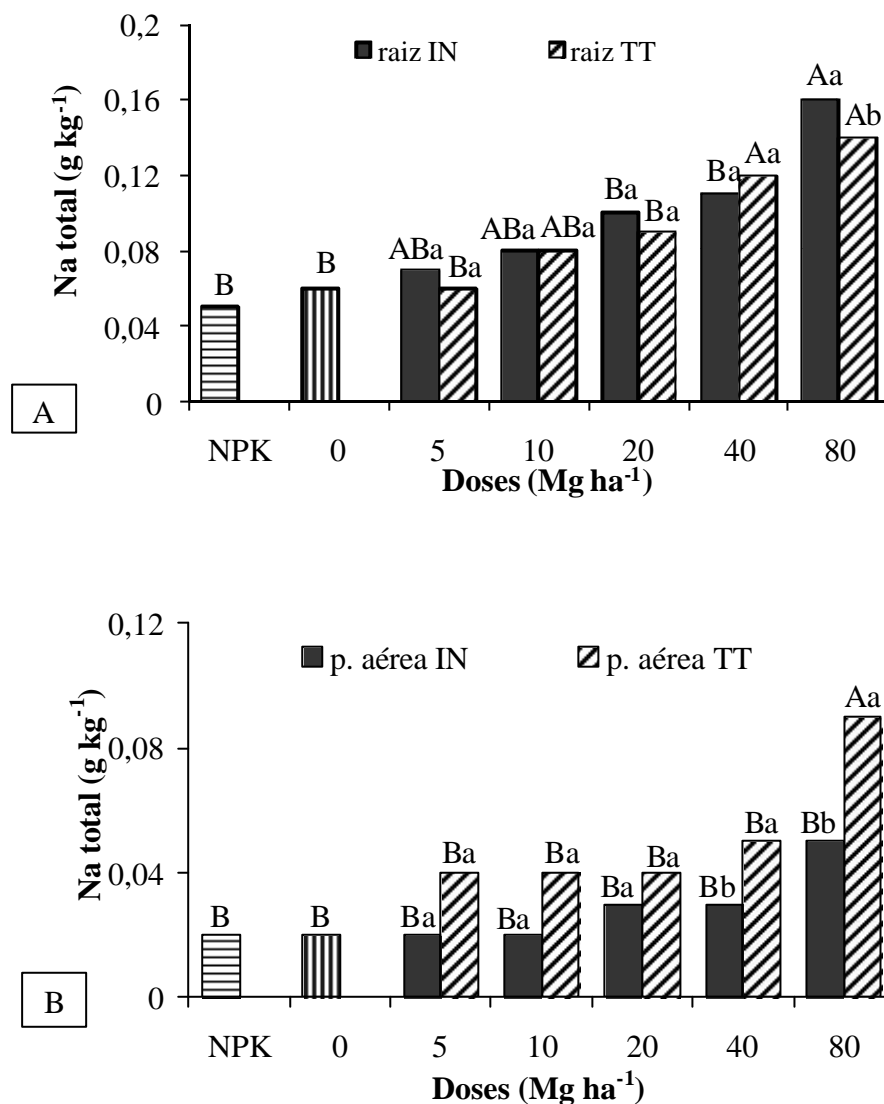 0,2
raiz IN raiz TT
Aa
0,16
Ab
Aa
0,12
Ba Ba
Ba
ABa ABa
0,08
ABa Ba
B B
0,04
0
Na total (g kg-1)
A
NPK 0 5 10 20 40 80
Doses (Mg ha-1)
0,12
p. aérea IN p. aérea TT
Aa
0,08
Ba Ba Ba Ba Bb
0,04
Ba Bb
B B Ba Ba
0
Na total (g kg-1)
B
NPK 0 5 10 20 40 80
Doses (Mg ha-1)